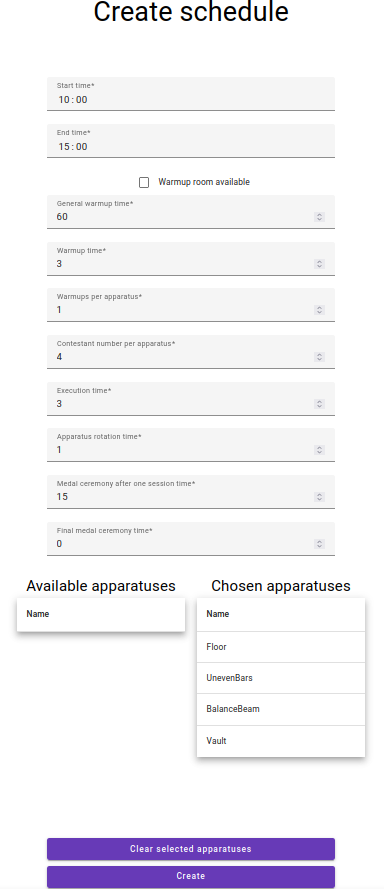 Create schedule
Start time*
10:00
End time*
15:00
Warmup room available
General warmup time*
60
Warmup time*
3
Warmups per apparatus*
1
Contestant number per apparatus*
4
Execution time*
3
Apparatus rotation time*
1
Medal ceremony after one session time*
15
Final medal ceremony time*
0
Available apparatuses
Name
Chosen apparatuses
Name
Floor
UnevenBars
BalanceBeam
Vault
Clear selected apparatuses
Create